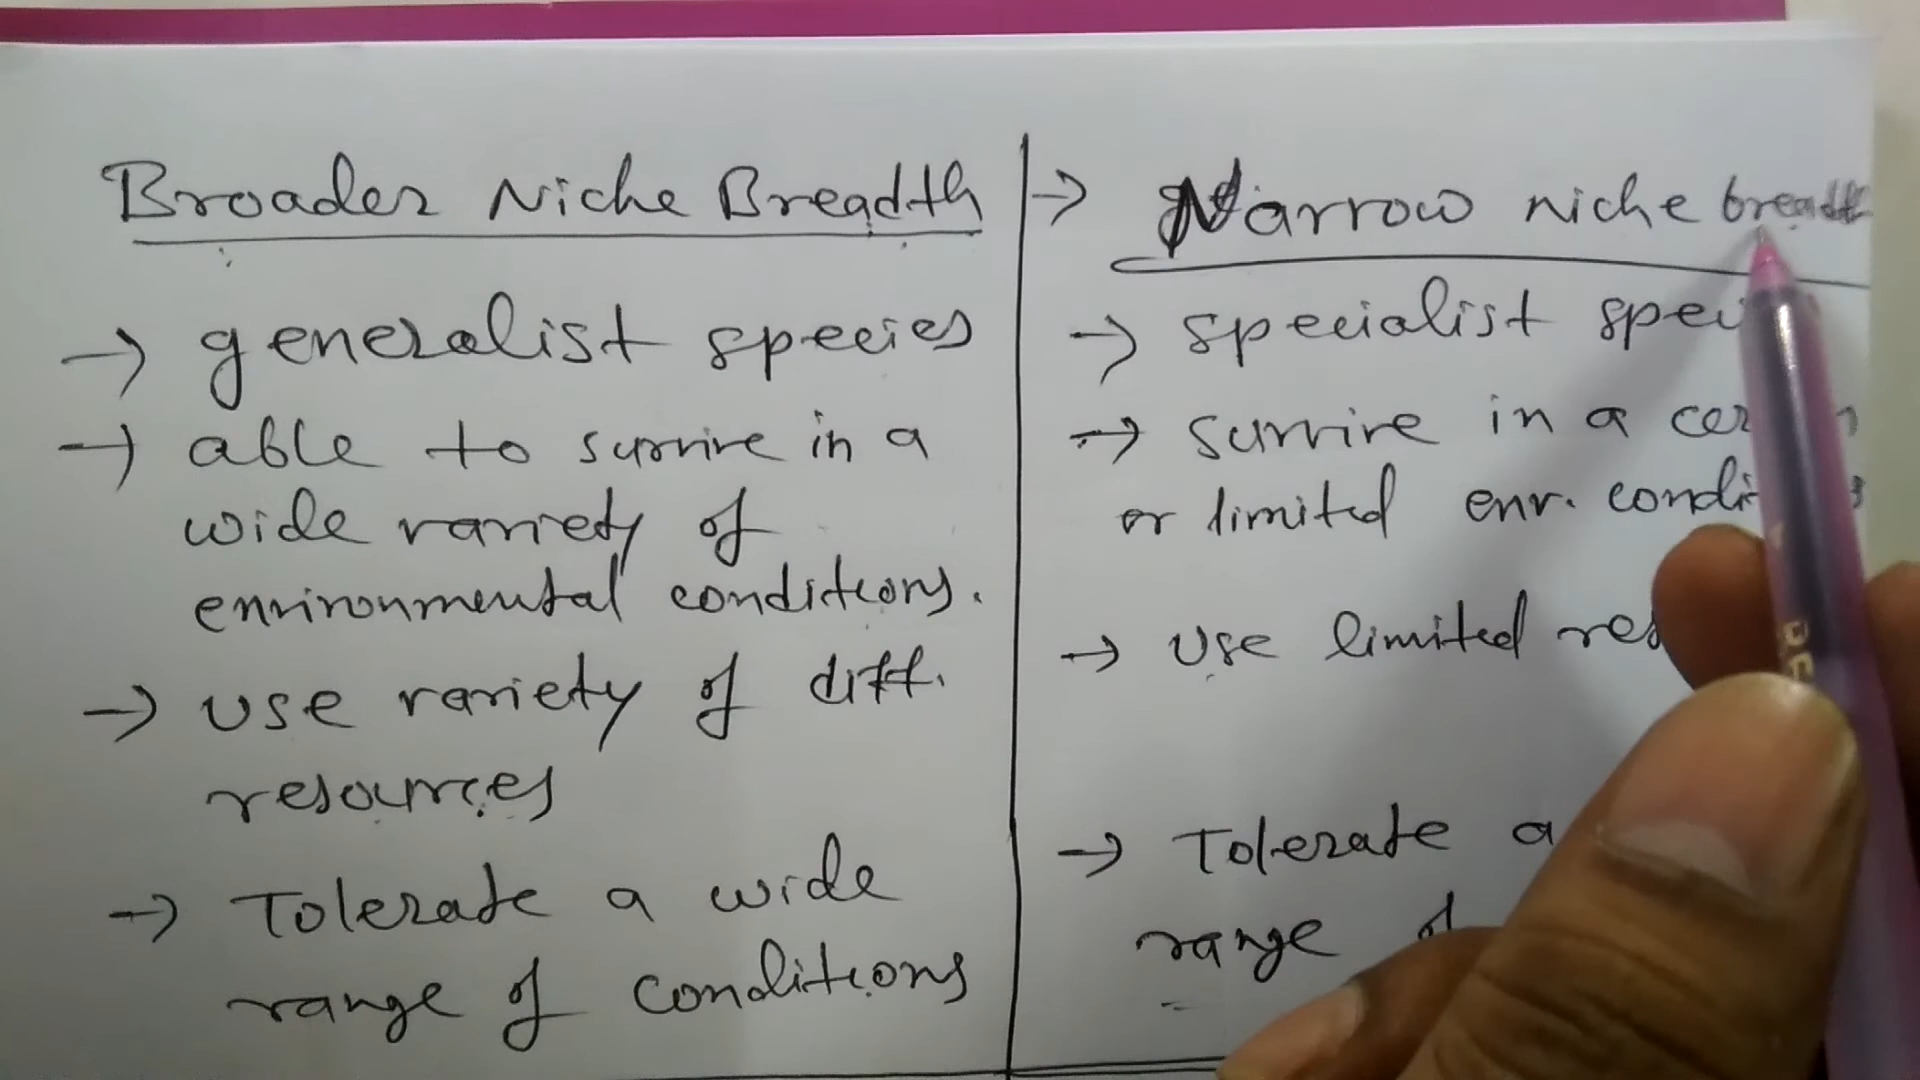 Broader Niche Breadth
→ generalist species
→ able to survive in a
wide variety of
environmental conditions.
→ use variety of diff.
resources
→ Tolerate a wide
range of conditions
→ Narrow niche breadth
→ specialist
→ survive in a
or limited env.
→ Use limited
→ Tolerate a
range of